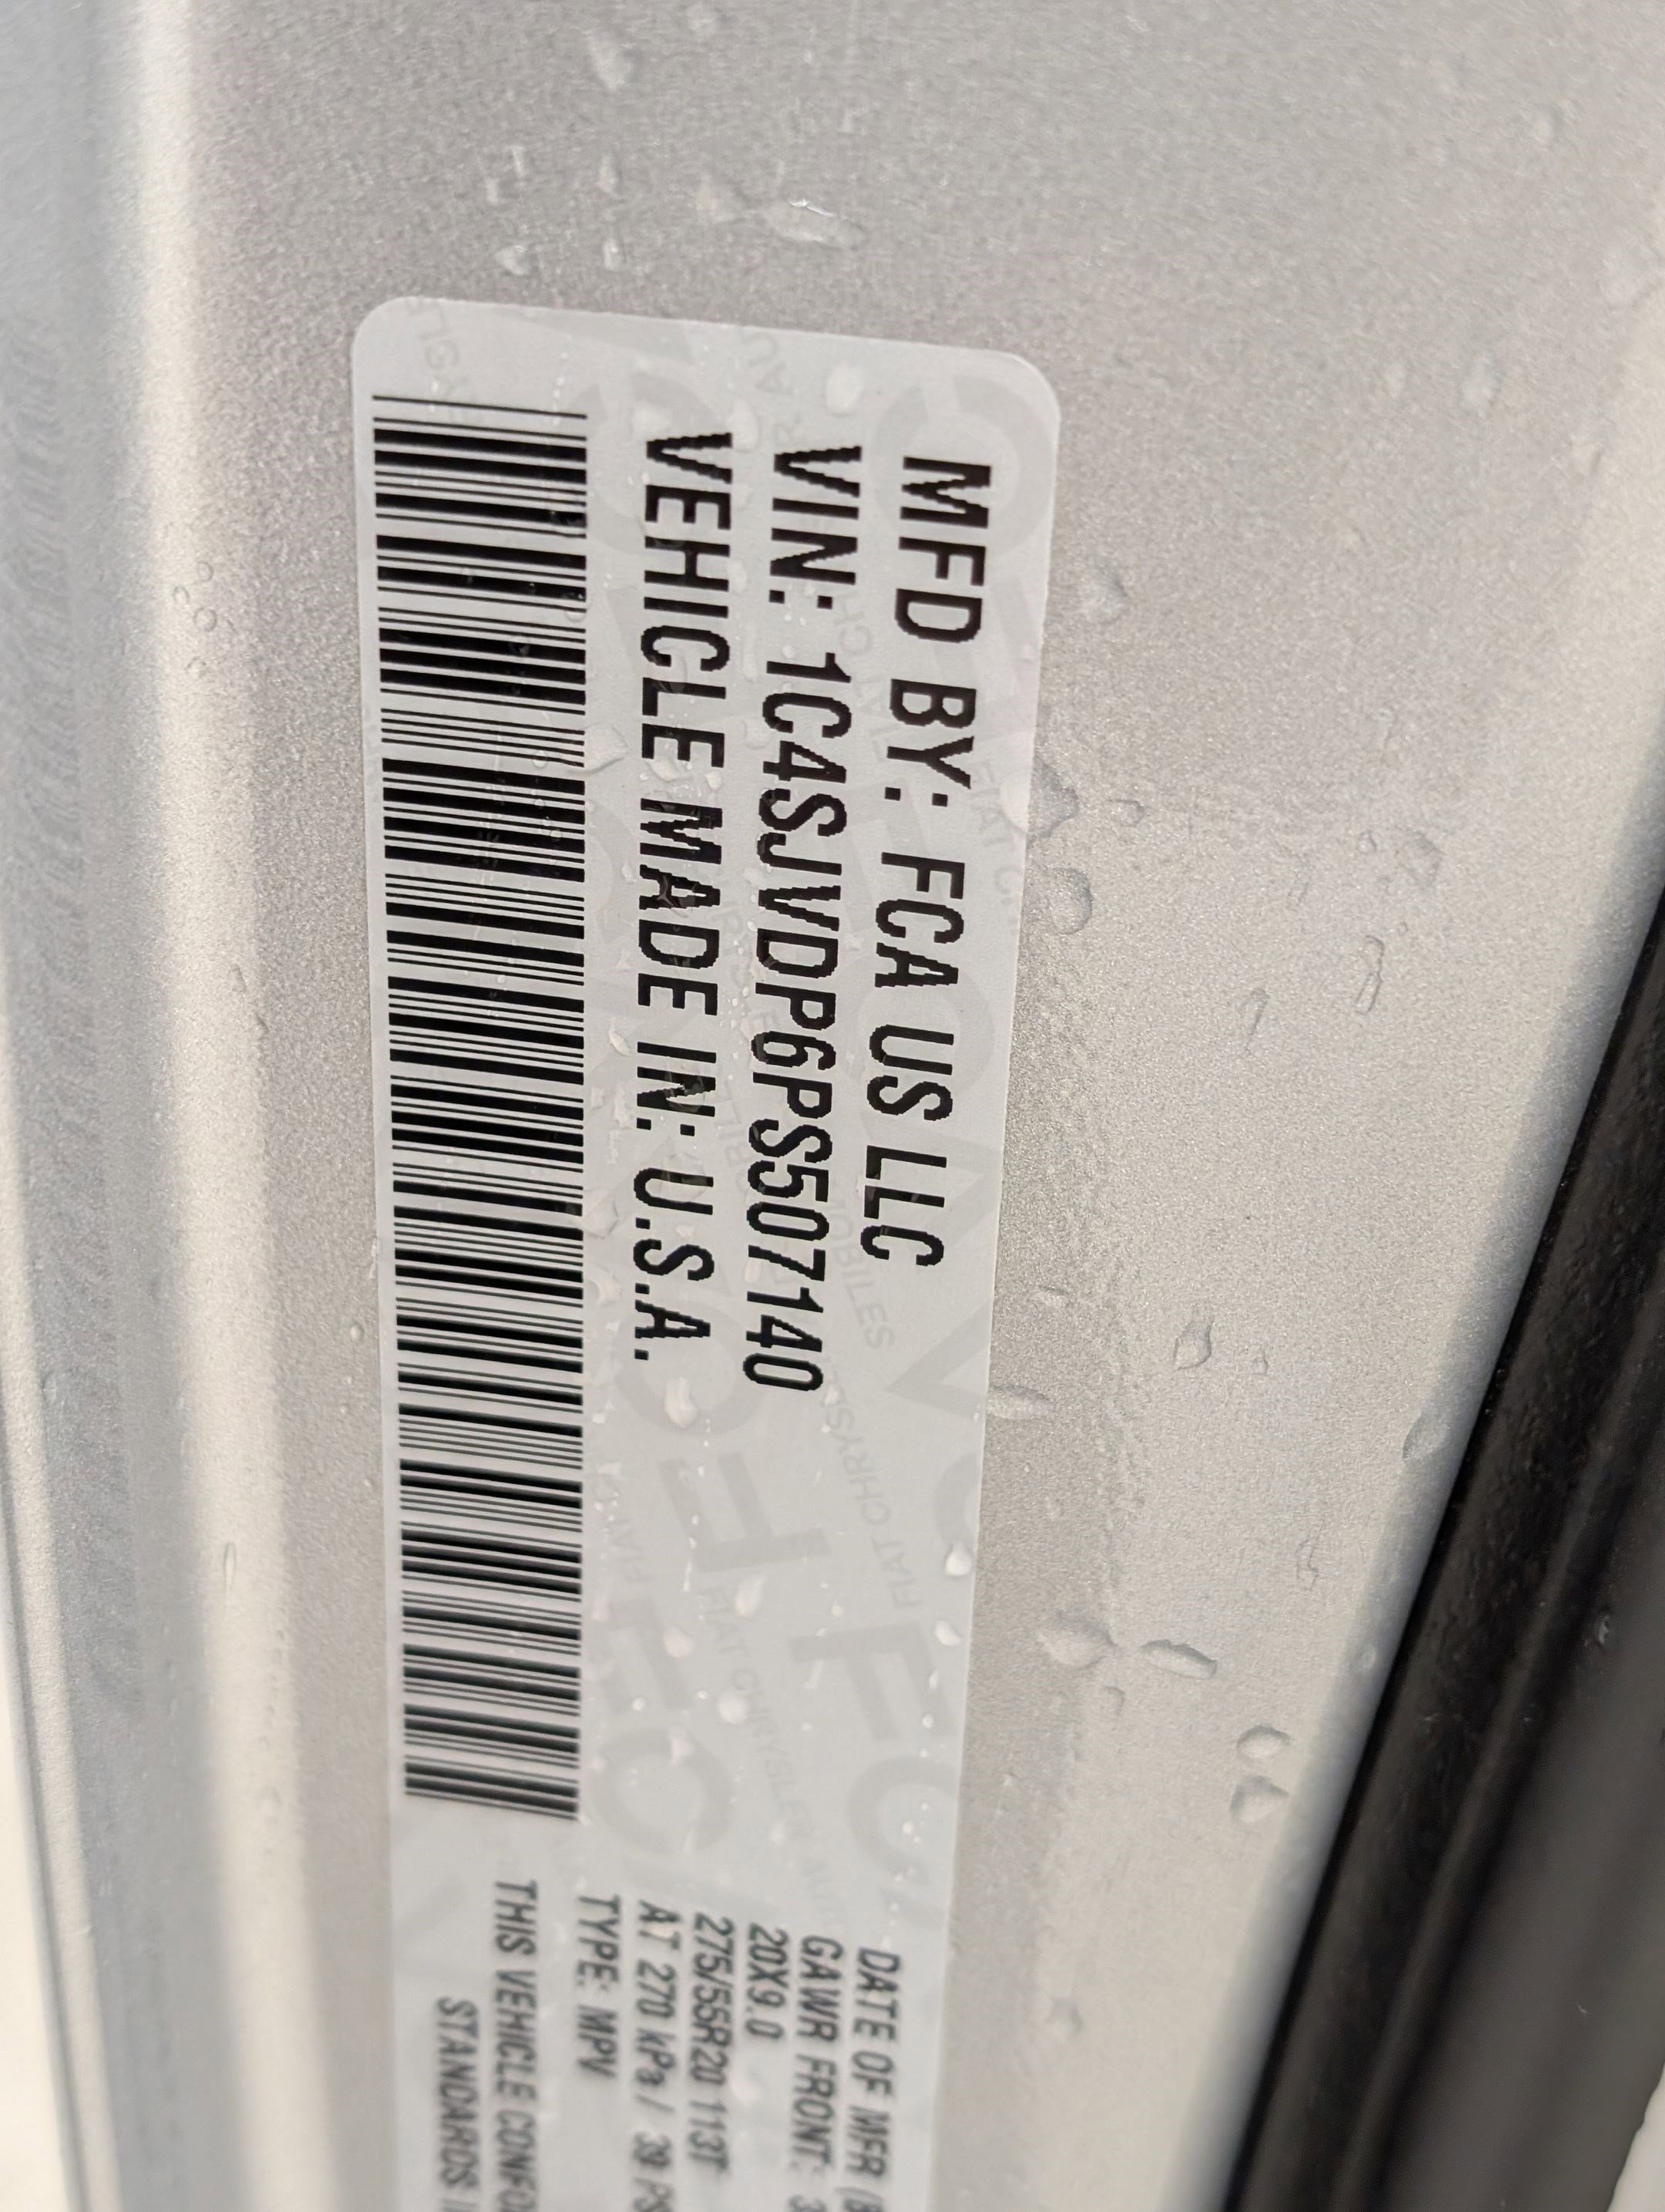 MFD BY: FCA US LLC
VIN: 1C4SJVDP6PS507140
VEHICLE MADE IN: U.S.A.
DATE OF MFR
GAWR FRONT:
20X9.0
275/55R20 113T
AT 270 kPa / 39
TYPE: MPV
THIS VEHICLE
STANDARDS